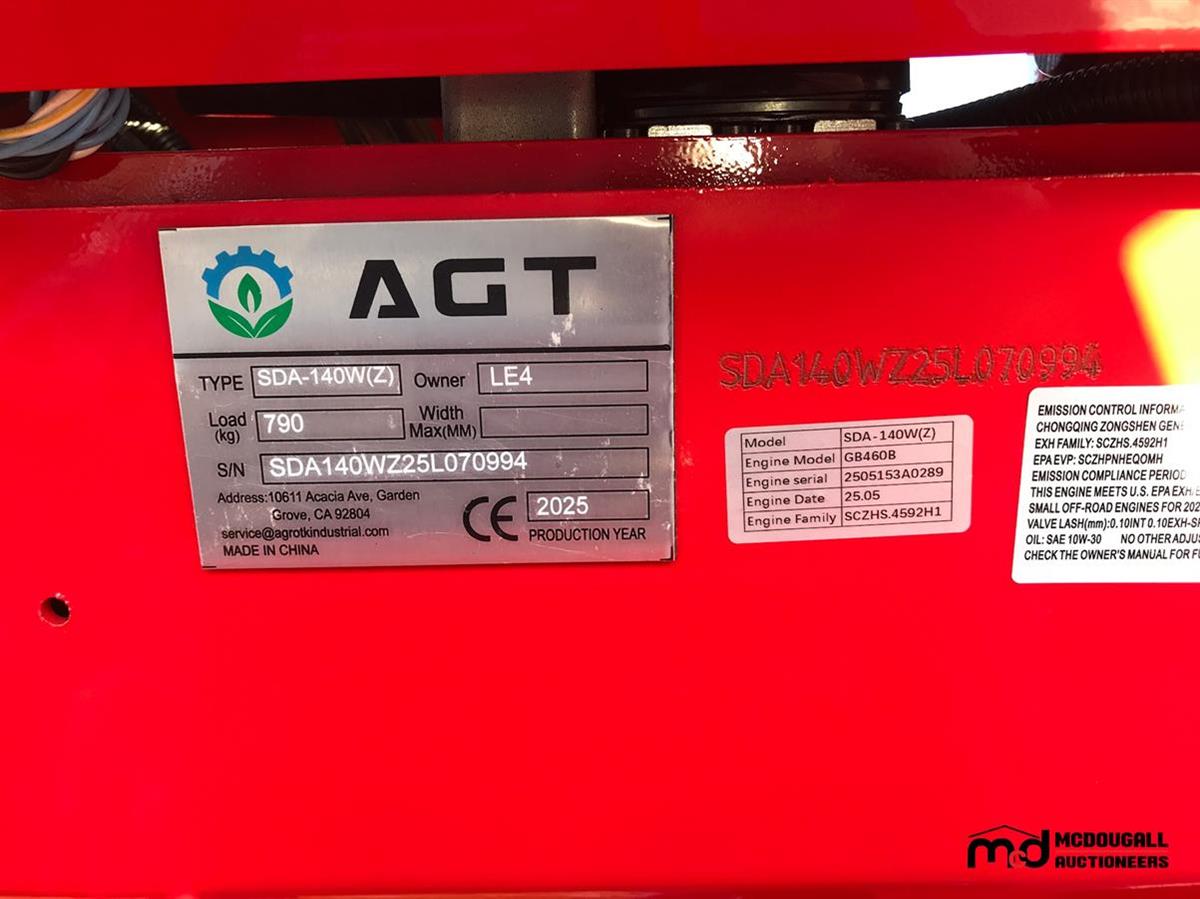 AGT
TYPE SDA-140W(Z) Owner LE4
Load (kg) 790 Width Max(MM)
S/N SDA140WZ25L070994
Address:10611 Acacia Ave, Garden
Grove, CA 92804
service@agrotkindustrial.com
MADE IN CHINA
CE 2025
PRODUCTION YEAR
SDA140WZ25L070994
Model SDA-140W(Z)
Engine Model GB460B
Engine serial 2505153A0289
Engine Date 25.05
Engine Family SCZHS.4592H1
EMISSION CONTROL INFORMA
CHONGQING ZONGSHEN GENE
EXH FAMILY: SCZHS.4592H1
EPA EVP: SCZHPNHEQOMH
EMISSION COMPLIANCE PERIOD
THIS ENGINE MEETS U.S. EPA EXH
SMALL OFF-ROAD ENGINES FOR 202
VALVE LASH(mm):0.10INT 0.10EXH-SP
OIL: SAE 10W-30 NO OTHER ADJUS
CHECK THE OWNER'S MANUAL FOR FU
mcd MCDOUGALL
AUCTIONEERS